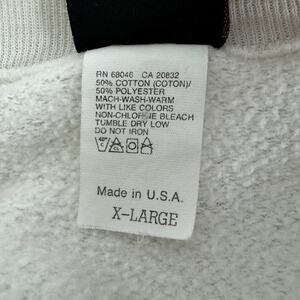 RN 68046 CA 20832
50% COTTON (COTON)/
50% POLYESTER
MACH-WASH-WARM
WITH LIKE COLORS
NON-CHLORINE BLEACH
TUMBLE DRY LOW
DO NOT IRON
Made in U.S.A.
X-LARGE